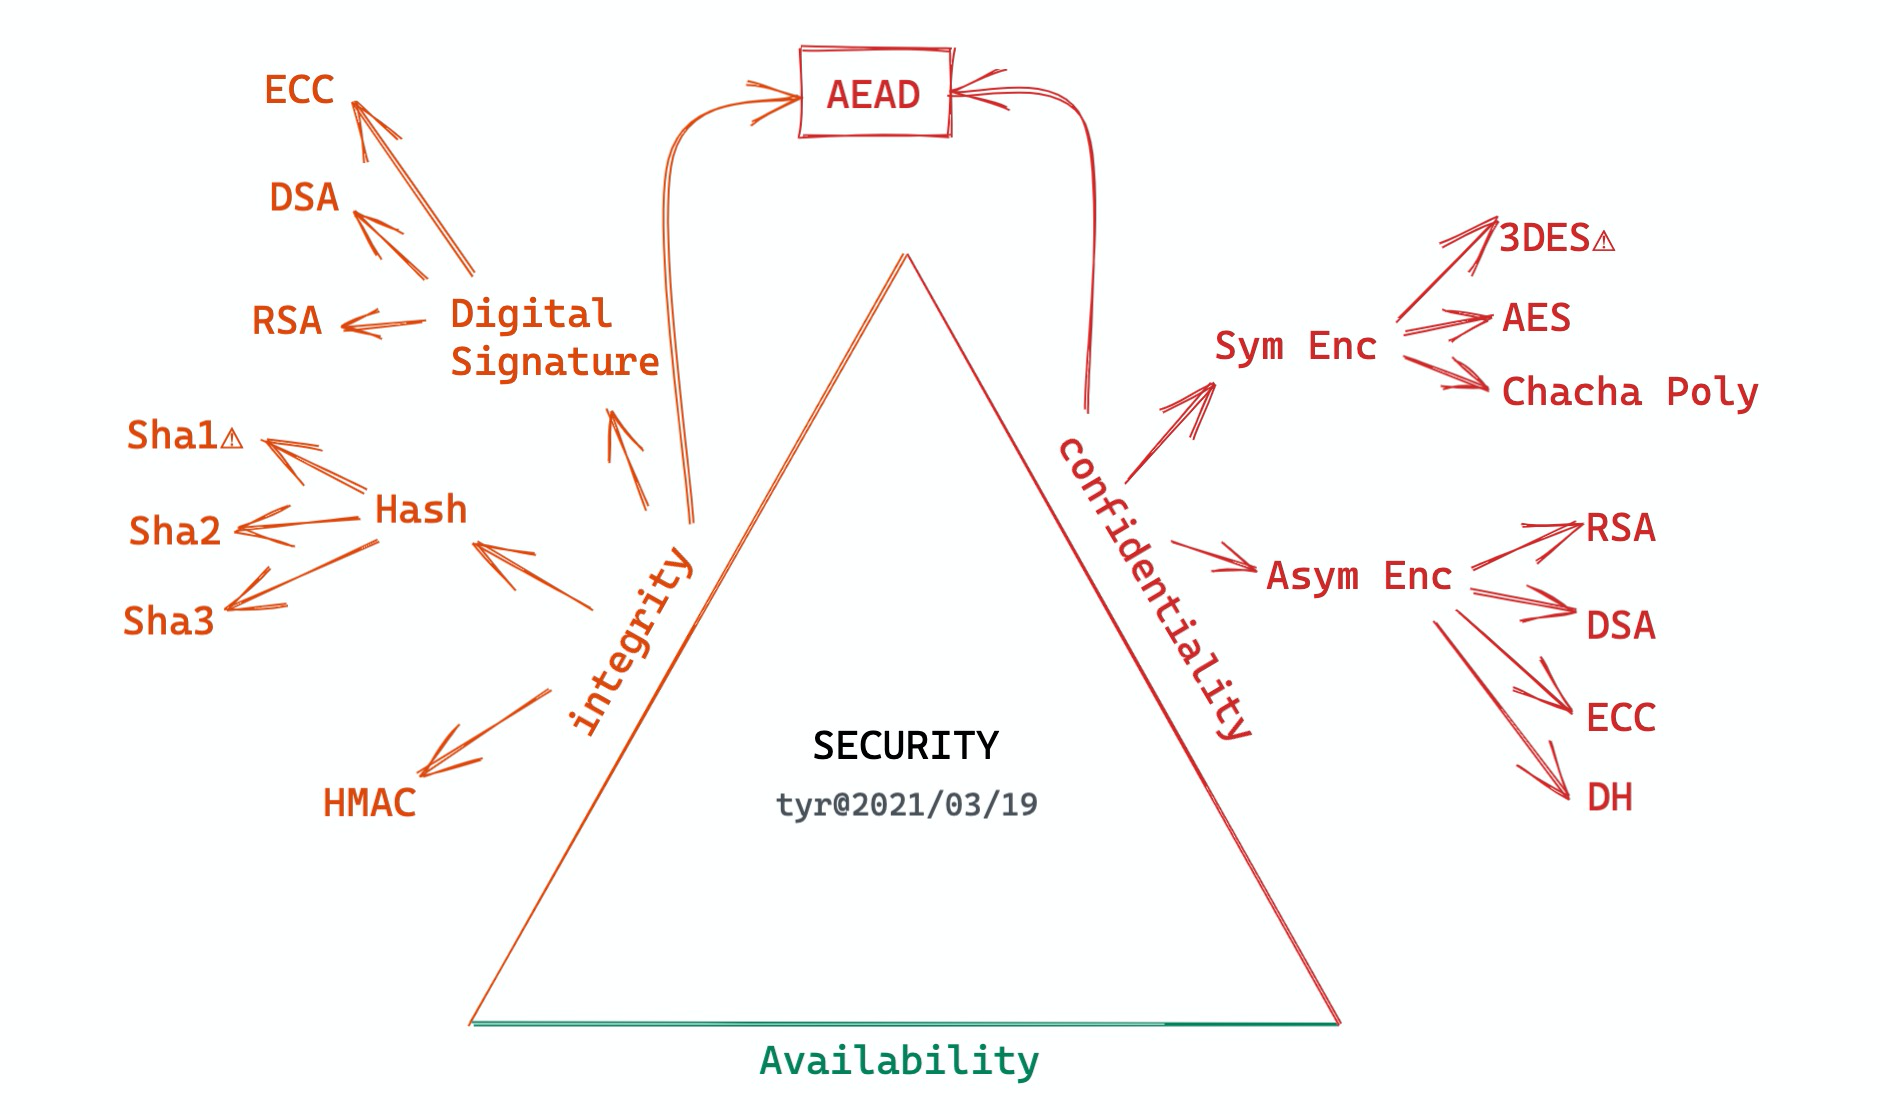 AEAD
ECC
DSA
RSA
Digital
Signature
Sha1⚠
Hash
Sha2
Sha3
HMAC
integrity
confidentiality
Sym Enc
3DES⚠
AES
Chacha Poly
Asym Enc
RSA
DSA
ECC
DH
SECURITY
tyr@2021/03/19
Availability